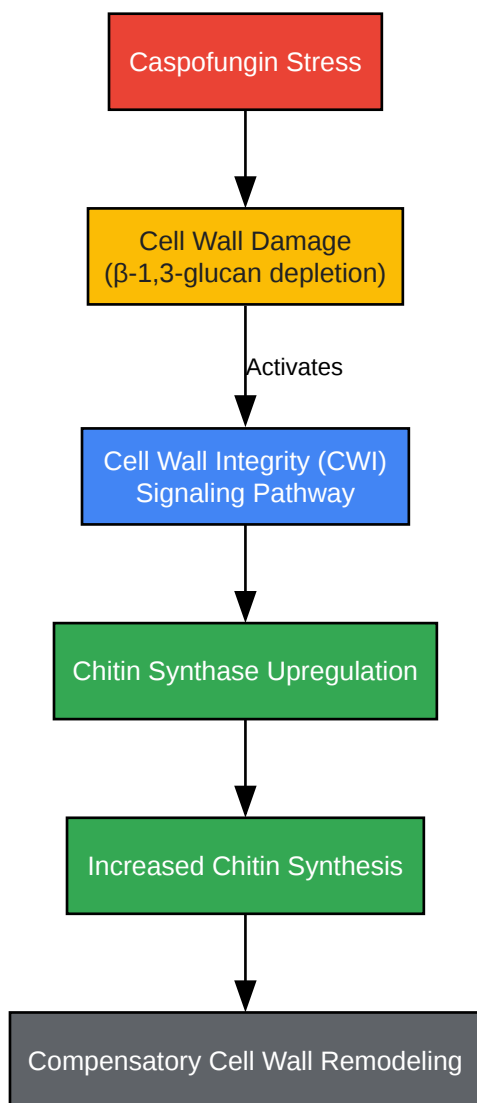 Caspofungin Stress
Cell Wall Damage
(β-1,3-glucan depletion)
Activates
Cell Wall Integrity (CWI)
Signaling Pathway
Chitin Synthase Upregulation
Increased Chitin Synthesis
Compensatory Cell Wall Remodeling